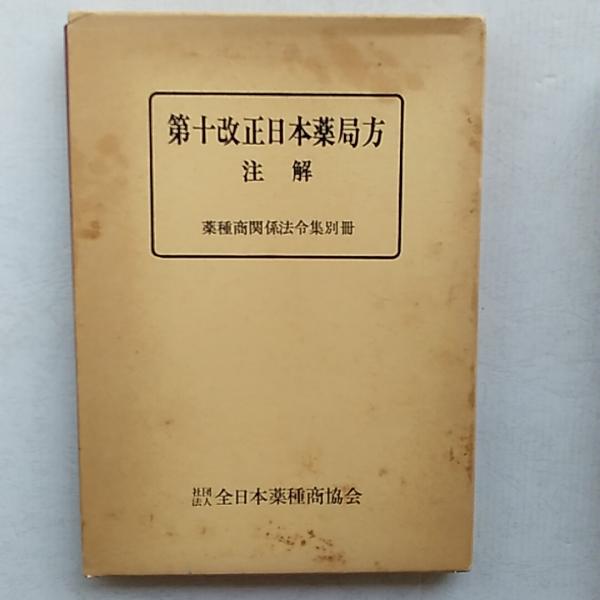 第十改正日本薬局方
注解
薬種商関係法令集別冊
社団法人 全日本薬種商協会